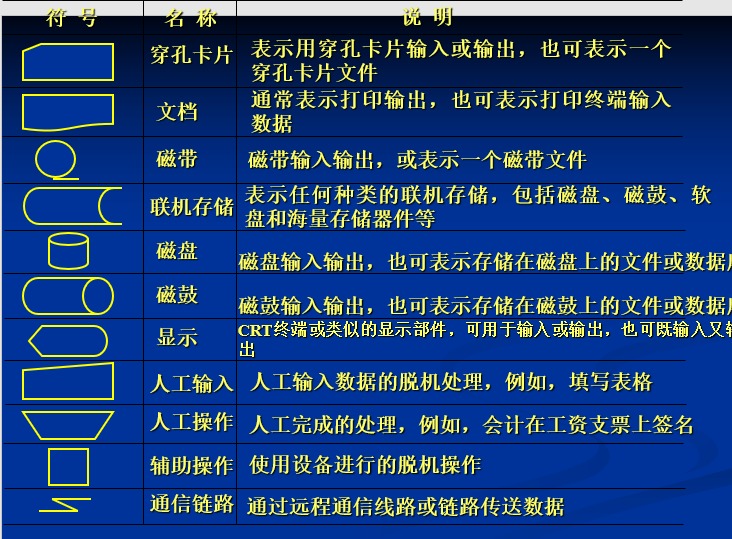 符 号 名 称 说 明
穿孔卡片 表示用穿孔卡片输入或输出，也可表示一个
穿孔卡片文件
文档 通常表示打印输出，也可表示打印终端输入
数据
磁带 磁带输入输出，或表示一个磁带文件
联机存储 表示任何种类的联机存储，包括磁盘、磁鼓、软
盘和海量存储器件等
磁盘 磁盘输入输出，也可表示存储在磁盘上的文件或数据
磁鼓 磁鼓输入输出，也可表示存储在磁鼓上的文件或数据
显示 CRT终端或类似的显示部件，可用于输入或输出，也可既输入又输
出
人工输入 人工输入数据的脱机处理，例如，填写表格
人工操作 人工完成的处理，例如，会计在工资支票上签名
辅助操作 使用设备进行的脱机操作
通信链路 通过远程通信线路或链路传送数据